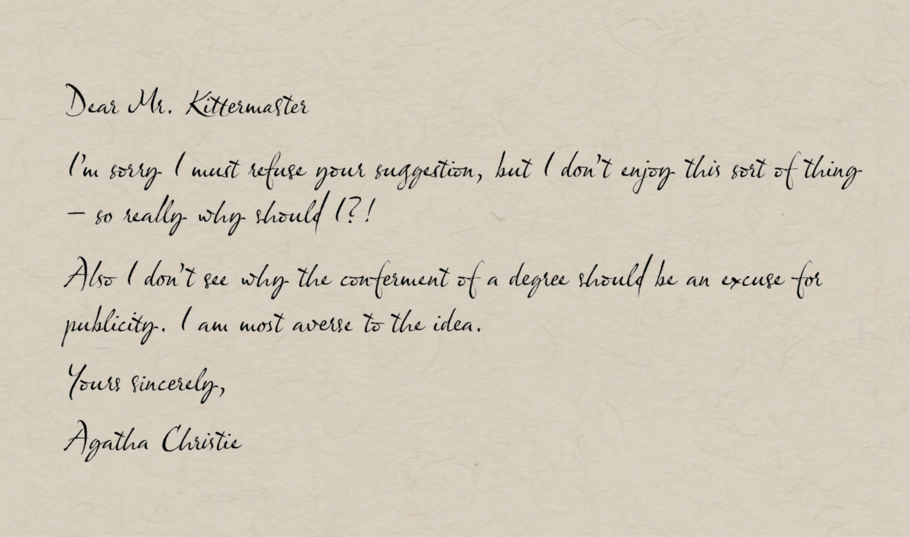 Dear Mr. Kittermaster
I'm sorry I must refuse your suggestion, but I don't enjoy this sort of thing
– so really why should I?!
Also I don't see why the conferment of a degree should be an excuse for
publicity. I am most averse to the idea.
Yours sincerely,
Agatha Christie